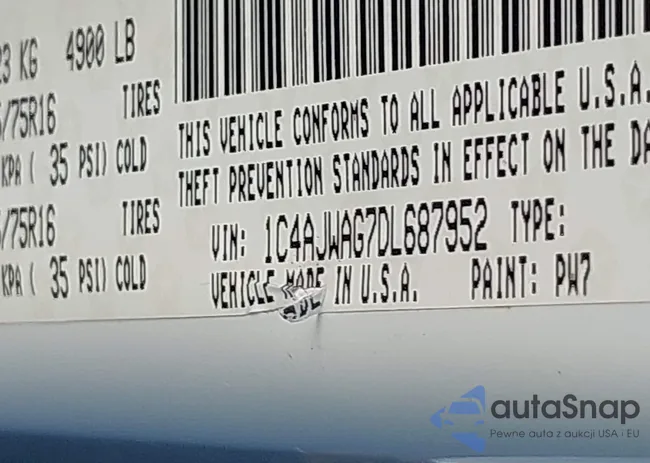 23 KG 4900 LB
/75R16 TIRES
KPA ( 35 PSI) COLD
/75R16 TIRES
KPA ( 35 PSI) COLD
THIS VEHICLE CONFORMS TO ALL APPLICABLE U.S.A.
THEFT PREVENTION STANDARDS IN EFFECT ON THE DA
VIN: 1C4AJWAG7DL687952 TYPE:
VEHICLE MADE IN U.S.A. PAINT: PW7
autaSnap
Pewne auta z aukcji USA i EU